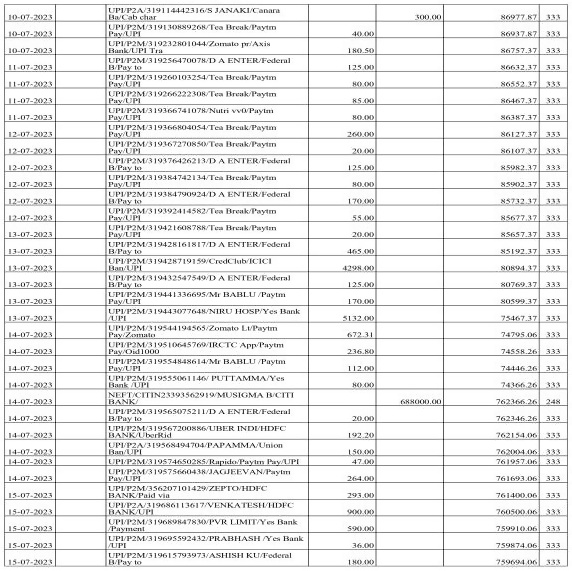 10-07-2023 UPI/P2A/319114442316/S JANAKI/Canara 300.00 86977.87 333
Ba/Cab char
10-07-2023 UPI/P2M/319130889268/Tea Break/Paytm 40.00 86937.87 333
Pay/UPI
10-07-2023 UPI/P2M/319232801044/Zomato pr/Axis 180.50 86757.37 333
Bank/UPI Tra
11-07-2023 UPI/P2M/319256470078/D A ENTER/Federal 125.00 86632.37 333
B/Pay to
11-07-2023 UPI/P2M/319260103254/Tea Break/Paytm 80.00 86552.37 333
Pay/UPI
11-07-2023 UPI/P2M/319266222308/Tea Break/Paytm 85.00 86467.37 333
Pay/UPI
11-07-2023 UPI/P2M/319366741078/Nutri vv0/Paytm 80.00 86387.37 333
Pay/UPI
12-07-2023 UPI/P2M/319366804054/Tea Break/Paytm 260.00 86127.37 333
Pay/UPI
12-07-2023 UPI/P2M/319367270850/Tea Break/Paytm 20.00 86107.37 333
Pay/UPI
12-07-2023 UPI/P2M/319376426213/D A ENTER/Federal 125.00 85982.37 333
B/Pay to
12-07-2023 UPI/P2M/319384742134/Tea Break/Paytm 80.00 85902.37 333
Pay/UPI
12-07-2023 UPI/P2M/319384790924/D A ENTER/Federal 170.00 85732.37 333
B/Pay to
12-07-2023 UPI/P2M/319392414582/Tea Break/Paytm 55.00 85677.37 333
Pay/UPI
13-07-2023 UPI/P2M/319421608788/Tea Break/Paytm 20.00 85657.37 333
Pay/UPI
13-07-2023 UPI/P2M/319428161817/D A ENTER/Federal 465.00 85192.37 333
B/Pay to
13-07-2023 UPI/P2M/319428719159/CredClub/ICICI 4298.00 80894.37 333
Ban/UPI
13-07-2023 UPI/P2M/319432547549/D A ENTER/Federal 125.00 80769.37 333
B/Pay to
13-07-2023 UPI/P2M/319441336695/Mr BABLU /Paytm 170.00 80599.37 333
Pay/UPI
13-07-2023 UPI/P2M/319443077648/NIRU HOSP/Yes Bank 5132.00 75467.37 333
/UPI
14-07-2023 UPI/P2M/319544194565/Zomato Lt/Paytm 672.31 74795.06 333
Pay/Zomato
14-07-2023 UPI/P2M/319510645769/IRCTC App/Paytm 236.80 74558.26 333
Pay/Oid1000
14-07-2023 UPI/P2M/319554848614/Mr BABLU /Paytm 112.00 74446.26 333
Pay/UPI
14-07-2023 UPI/P2M/319555061146/ PUTTAMMA/Yes 80.00 74366.26 333
Bank /UPI
14-07-2023 NEFT/CITIN23393562919/MUSIGMA B/CITI 688000.00 762366.26 248
BANK/
14-07-2023 UPI/P2M/319565075211/D A ENTER/Federal 20.00 762346.26 333
B/Pay to
14-07-2023 UPI/P2M/319567200886/UBER INDI/HDFC 192.20 762154.06 333
BANK/UberRid
14-07-2023 UPI/P2A/319568494704/PAPAMMA/Union 150.00 762004.06 333
Ban/UPI
14-07-2023 UPI/P2M/319574650285/Rapido/Paytm Pay/UPI 47.00 761957.06 333
14-07-2023 UPI/P2M/319575660438/JAGJEEVAN/Paytm 264.00 761693.06 333
Pay/UPI
15-07-2023 UPI/P2M/356207101429/ZEPTO/HDFC 293.00 761400.06 333
BANK/Paid via
15-07-2023 UPI/P2A/319686113617/VENKATESH/HDFC 900.00 760500.06 333
BANK/UPI
15-07-2023 UPI/P2M/319689847830/PVR LIMIT/Yes Bank 590.00 759910.06 333
/Payment
15-07-2023 UPI/P2M/319695592432/PRABHASH /Yes Bank 36.00 759874.06 333
/UPI
15-07-2023 UPI/P2M/319615793973/ASHISH KU/Federal 180.00 759694.06 333
B/Pay to